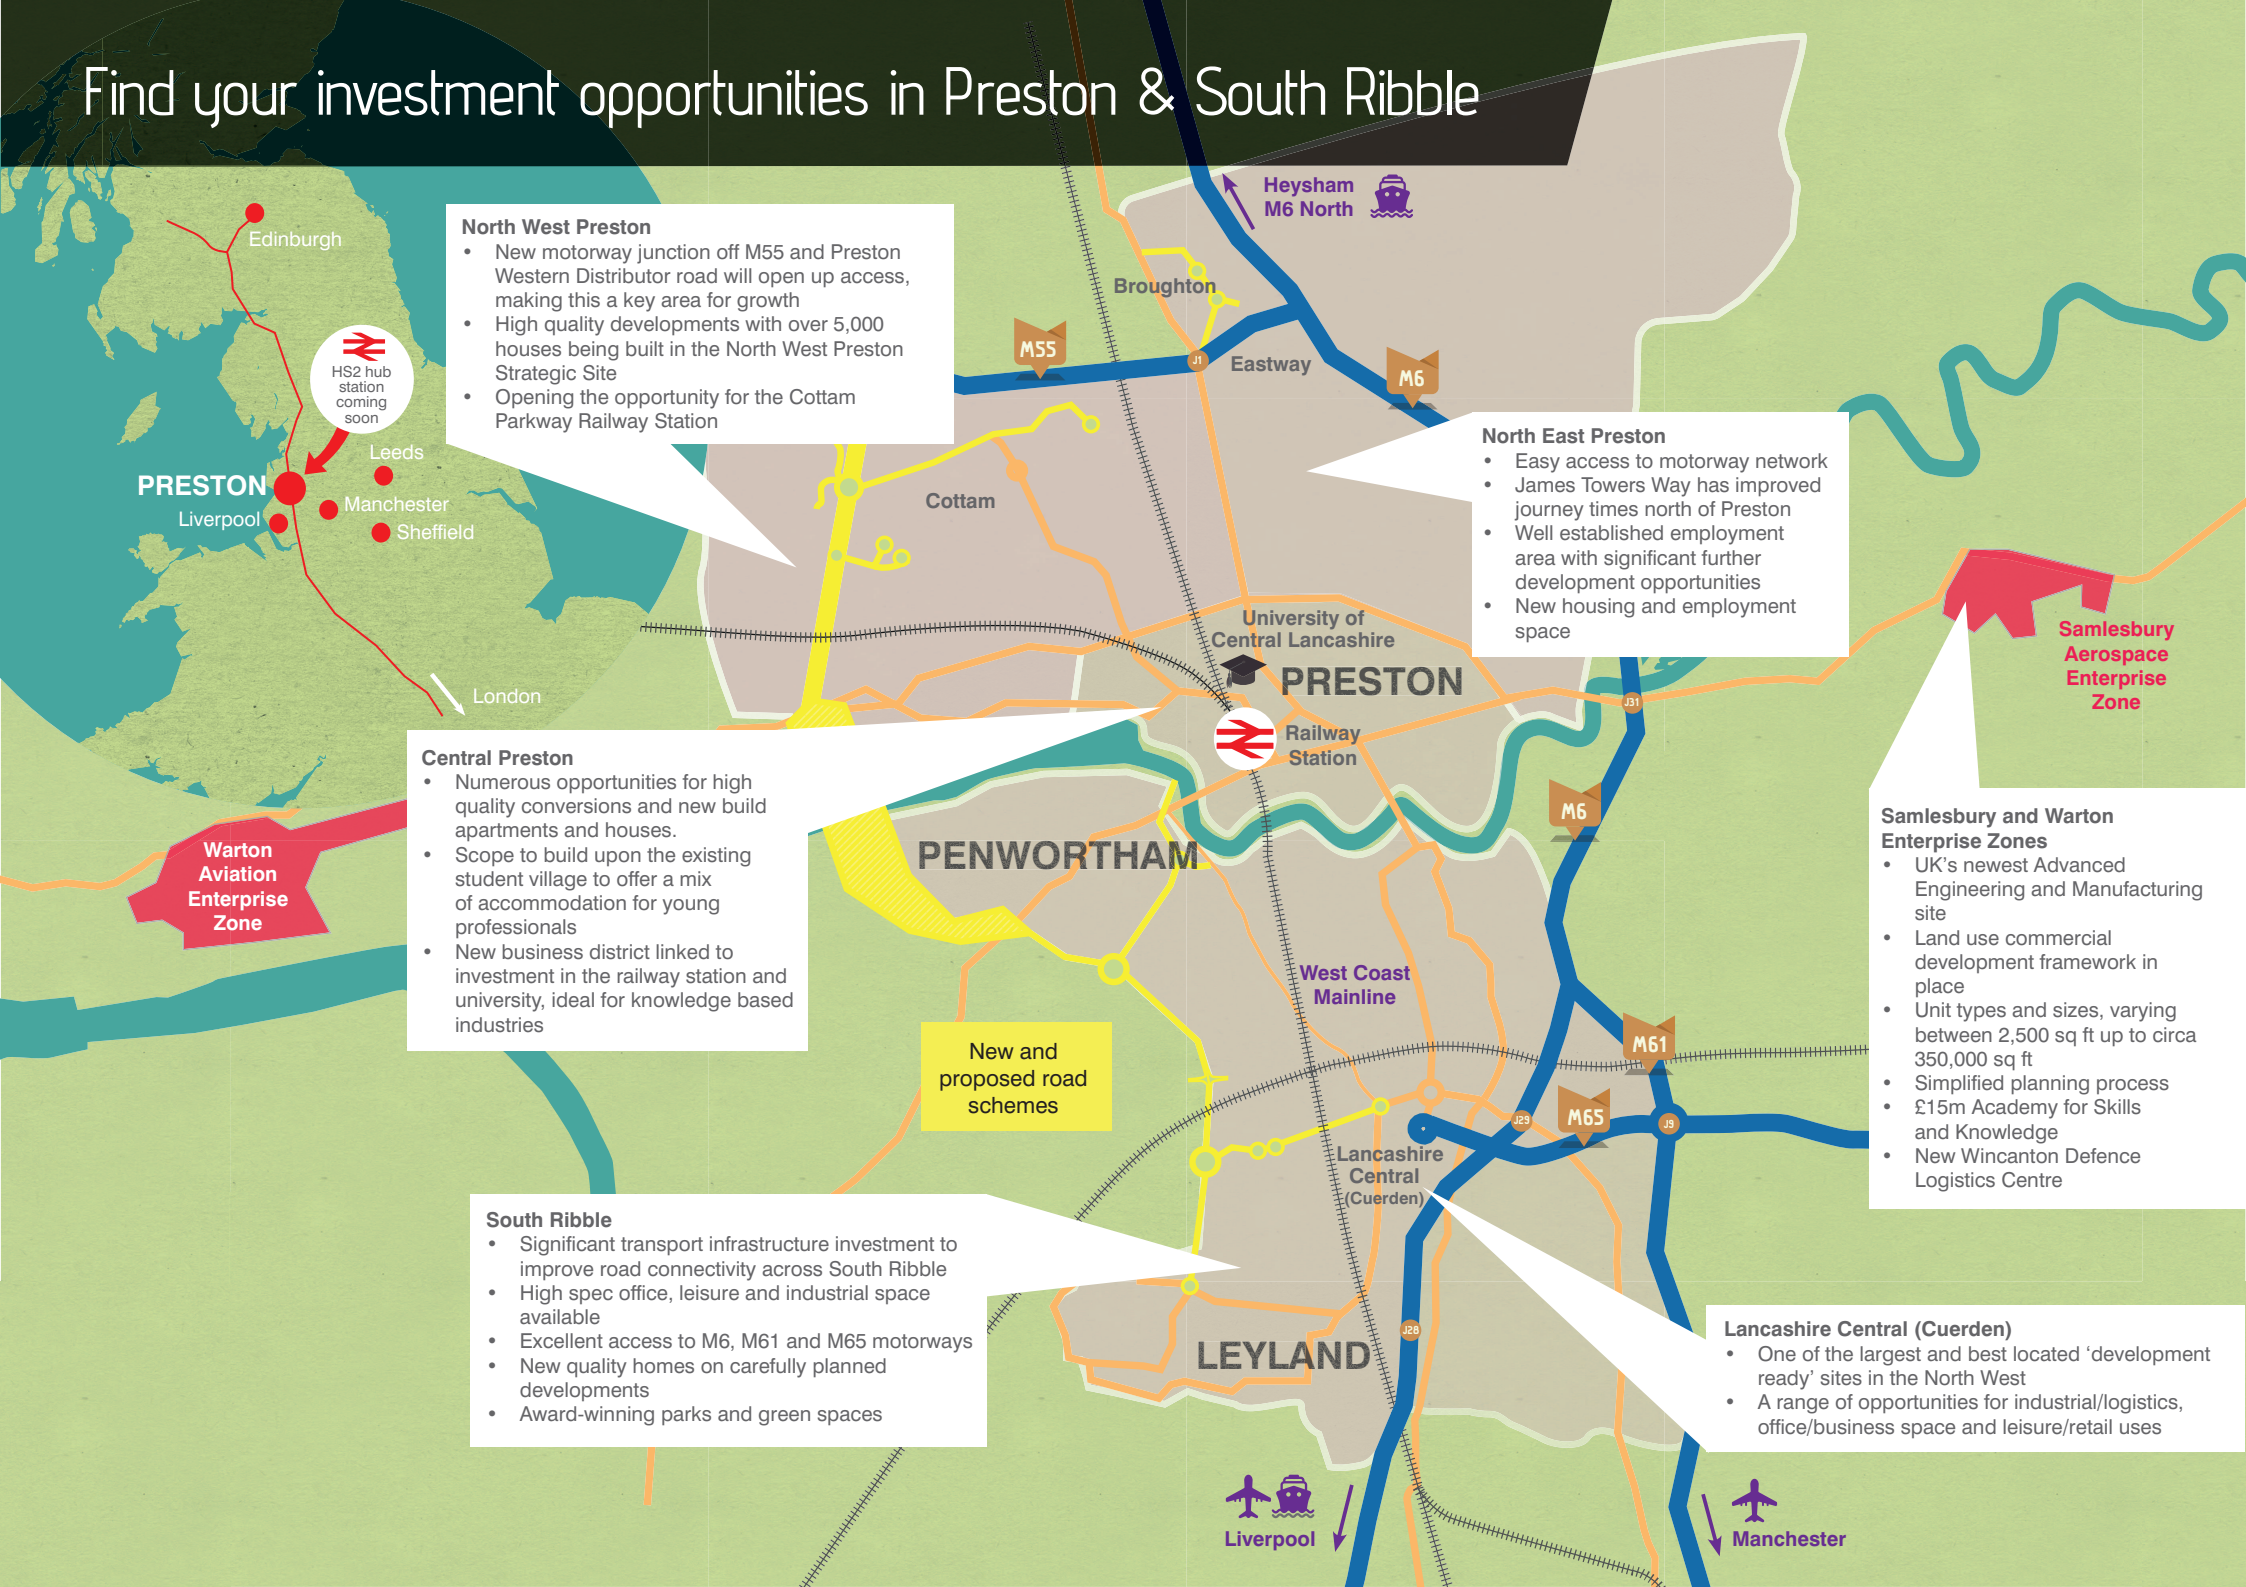 Find your investment opportunities in Preston & South Ribble
Edinburgh
HS2 hub
station
coming
soon
Leeds
PRESTON
Manchester
Liverpool
Sheffield
London
North West Preston
• New motorway junction off M55 and Preston
Western Distributor road will open up access,
making this a key area for growth
• High quality developments with over 5,000
houses being built in the North West Preston
Strategic Site
• Opening the opportunity for the Cottam
Parkway Railway Station
Heysham
M6 North
Broughton
M55
J1
Eastway
M6
Cottam
North East Preston
• Easy access to motorway network
• James Towers Way has improved
journey times north of Preston
• Well established employment
area with significant further
development opportunities
• New housing and employment
space
University of
Central Lancashire
PRESTON
Railway
Station
J31
M6
Samlesbury
Aerospace
Enterprise
Zone
Central Preston
• Numerous opportunities for high
quality conversions and new build
apartments and houses.
• Scope to build upon the existing
student village to offer a mix
of accommodation for young
professionals
• New business district linked to
investment in the railway station and
university, ideal for knowledge based
industries
Warton
Aviation
Enterprise
Zone
PENWORTHAM
West Coast
Mainline
New and
proposed road
schemes
M61
M65
J29
J9
Lancashire
Central
(Cuerden)
Samlesbury and Warton
Enterprise Zones
• UK's newest Advanced
Engineering and Manufacturing
site
• Land use commercial
development framework in
place
• Unit types and sizes, varying
between 2,500 sq ft up to circa
350,000 sq ft
• Simplified planning process
• £15m Academy for Skills
and Knowledge
• New Wincanton Defence
Logistics Centre
South Ribble
• Significant transport infrastructure investment to
improve road connectivity across South Ribble
• High spec office, leisure and industrial space
available
• Excellent access to M6, M61 and M65 motorways
• New quality homes on carefully planned
developments
• Award-winning parks and green spaces
LEYLAND
J28
Lancashire Central (Cuerden)
• One of the largest and best located ‘development
ready’ sites in the North West
• A range of opportunities for industrial/logistics,
office/business space and leisure/retail uses
Liverpool
Manchester